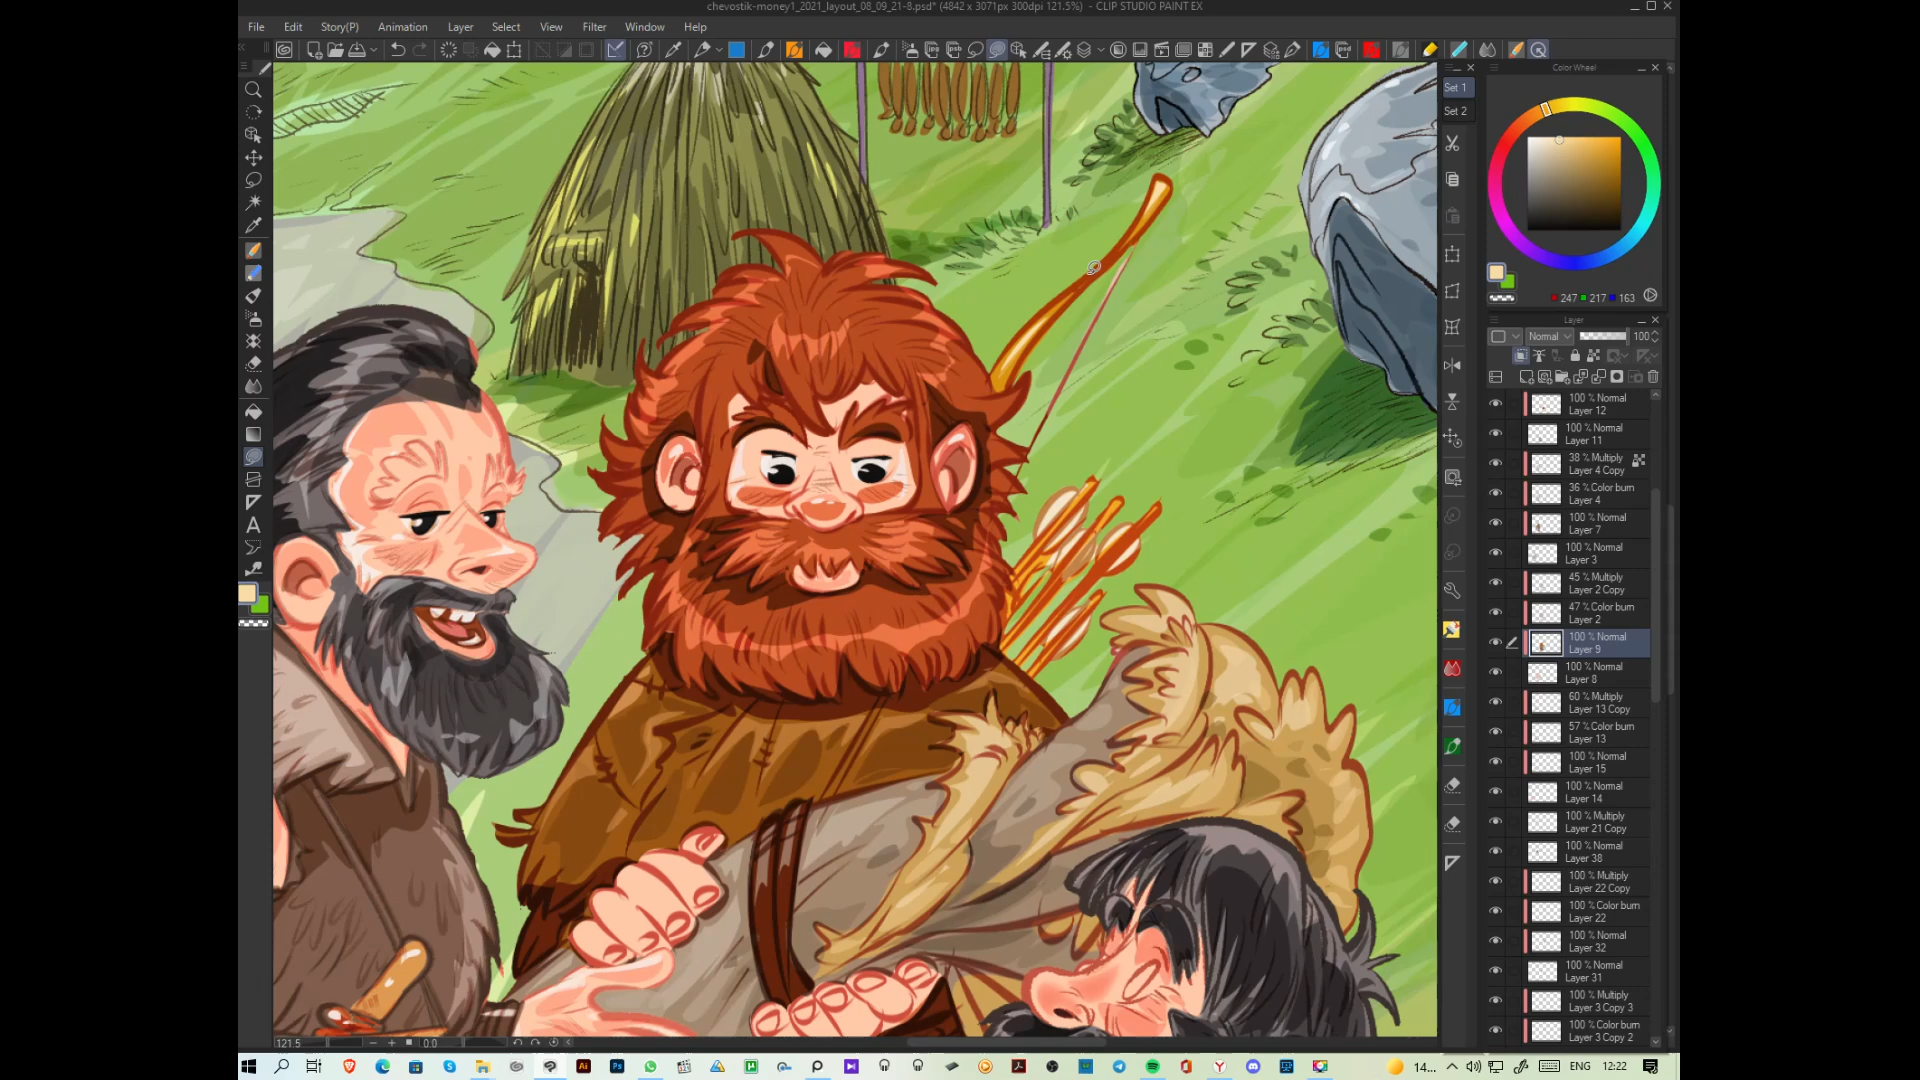 chevostik-money1_2021_layout_08_09_21-8.psd* (4842 x 3071px 300dpi 121.5%) - CLIP STUDIO PAINT EX
File Edit Story(P) Animation Layer Select View Filter Window Help
Set 1
Set 2
Color Wheel
247 217 163
Layer
Normal 100
100 % Normal
Layer 12
100 % Normal
Layer 11
38 % Multiply
Layer 4 Copy
36 % Color burn
Layer 4
100 % Normal
Layer 7
100 % Normal
Layer 3
45 % Multiply
Layer 2 Copy
47 % Color burn
Layer 2
100 % Normal
Layer 9
100 % Normal
Layer 8
60 % Multiply
Layer 13 Copy
57 % Color burn
Layer 13
100 % Normal
Layer 15
100 % Normal
Layer 14
100 % Multiply
Layer 21 Copy
100 % Normal
Layer 38
100 % Multiply
Layer 22 Copy
100 % Color burn
Layer 22
100 % Normal
Layer 32
100 % Normal
Layer 31
100 % Multiply
Layer 3 Copy 3
100 % Color burn
Layer 3 Copy 2
121.5 0.0
14... ENG 12:22